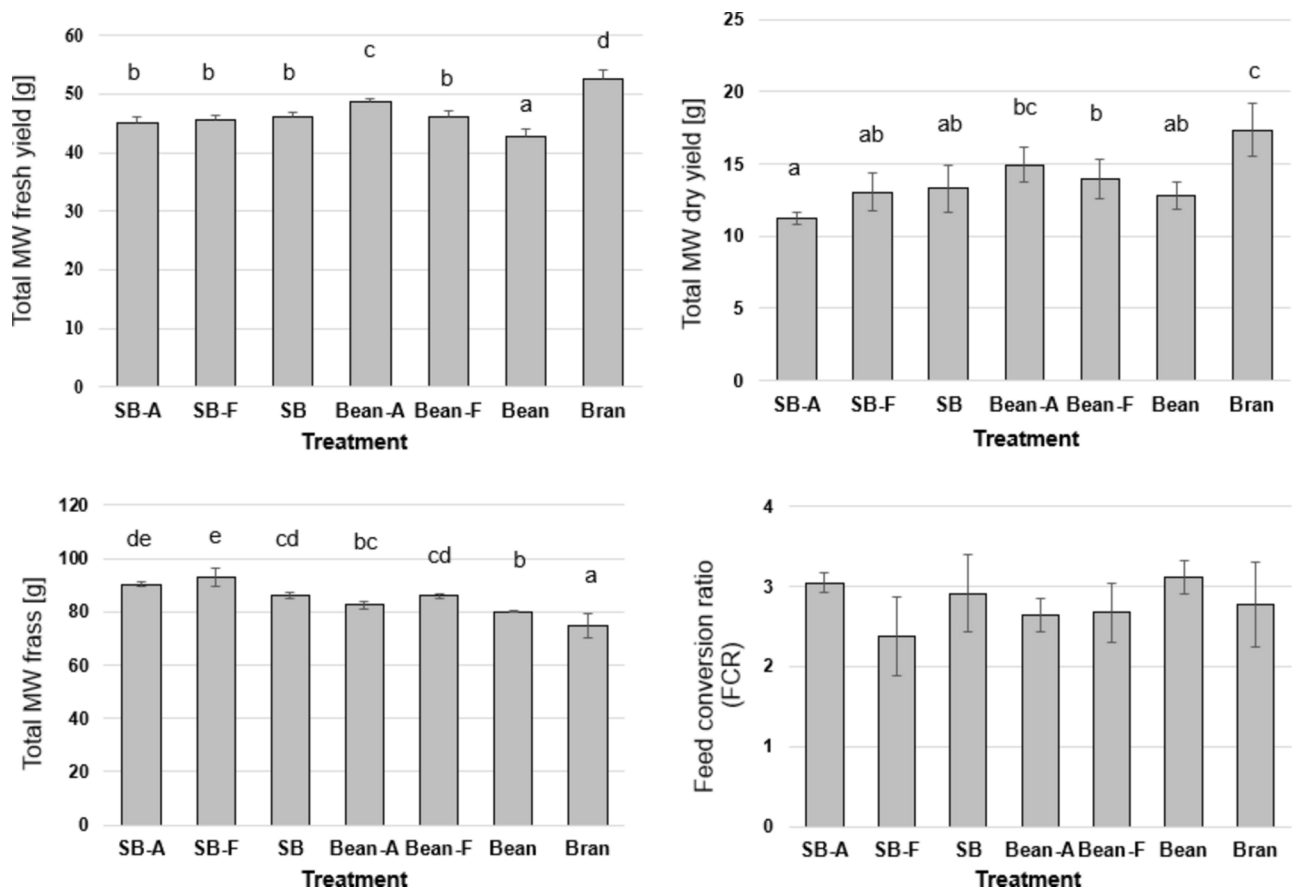 Total MW fresh yield [g]
60
50
40
30
20
10
0
b b b c b a d
SB-A SB-F SB Bean-A Bean-F Bean Bran
Treatment
Total MW dry yield [g]
25
20
15
10
5
0
a ab ab bc b ab c
SB-A SB-F SB Bean-A Bean-F Bean Bran
Treatment
Total MW frass [g]
120
100
80
60
40
20
0
de e cd bc cd b a
SB-A SB-F SB Bean-A Bean-F Bean Bran
Treatment
Feed conversion ratio
(FCR)
4
3
2
1
0
SB-A SB-F SB Bean-A Bean-F Bean Bran
Treatment